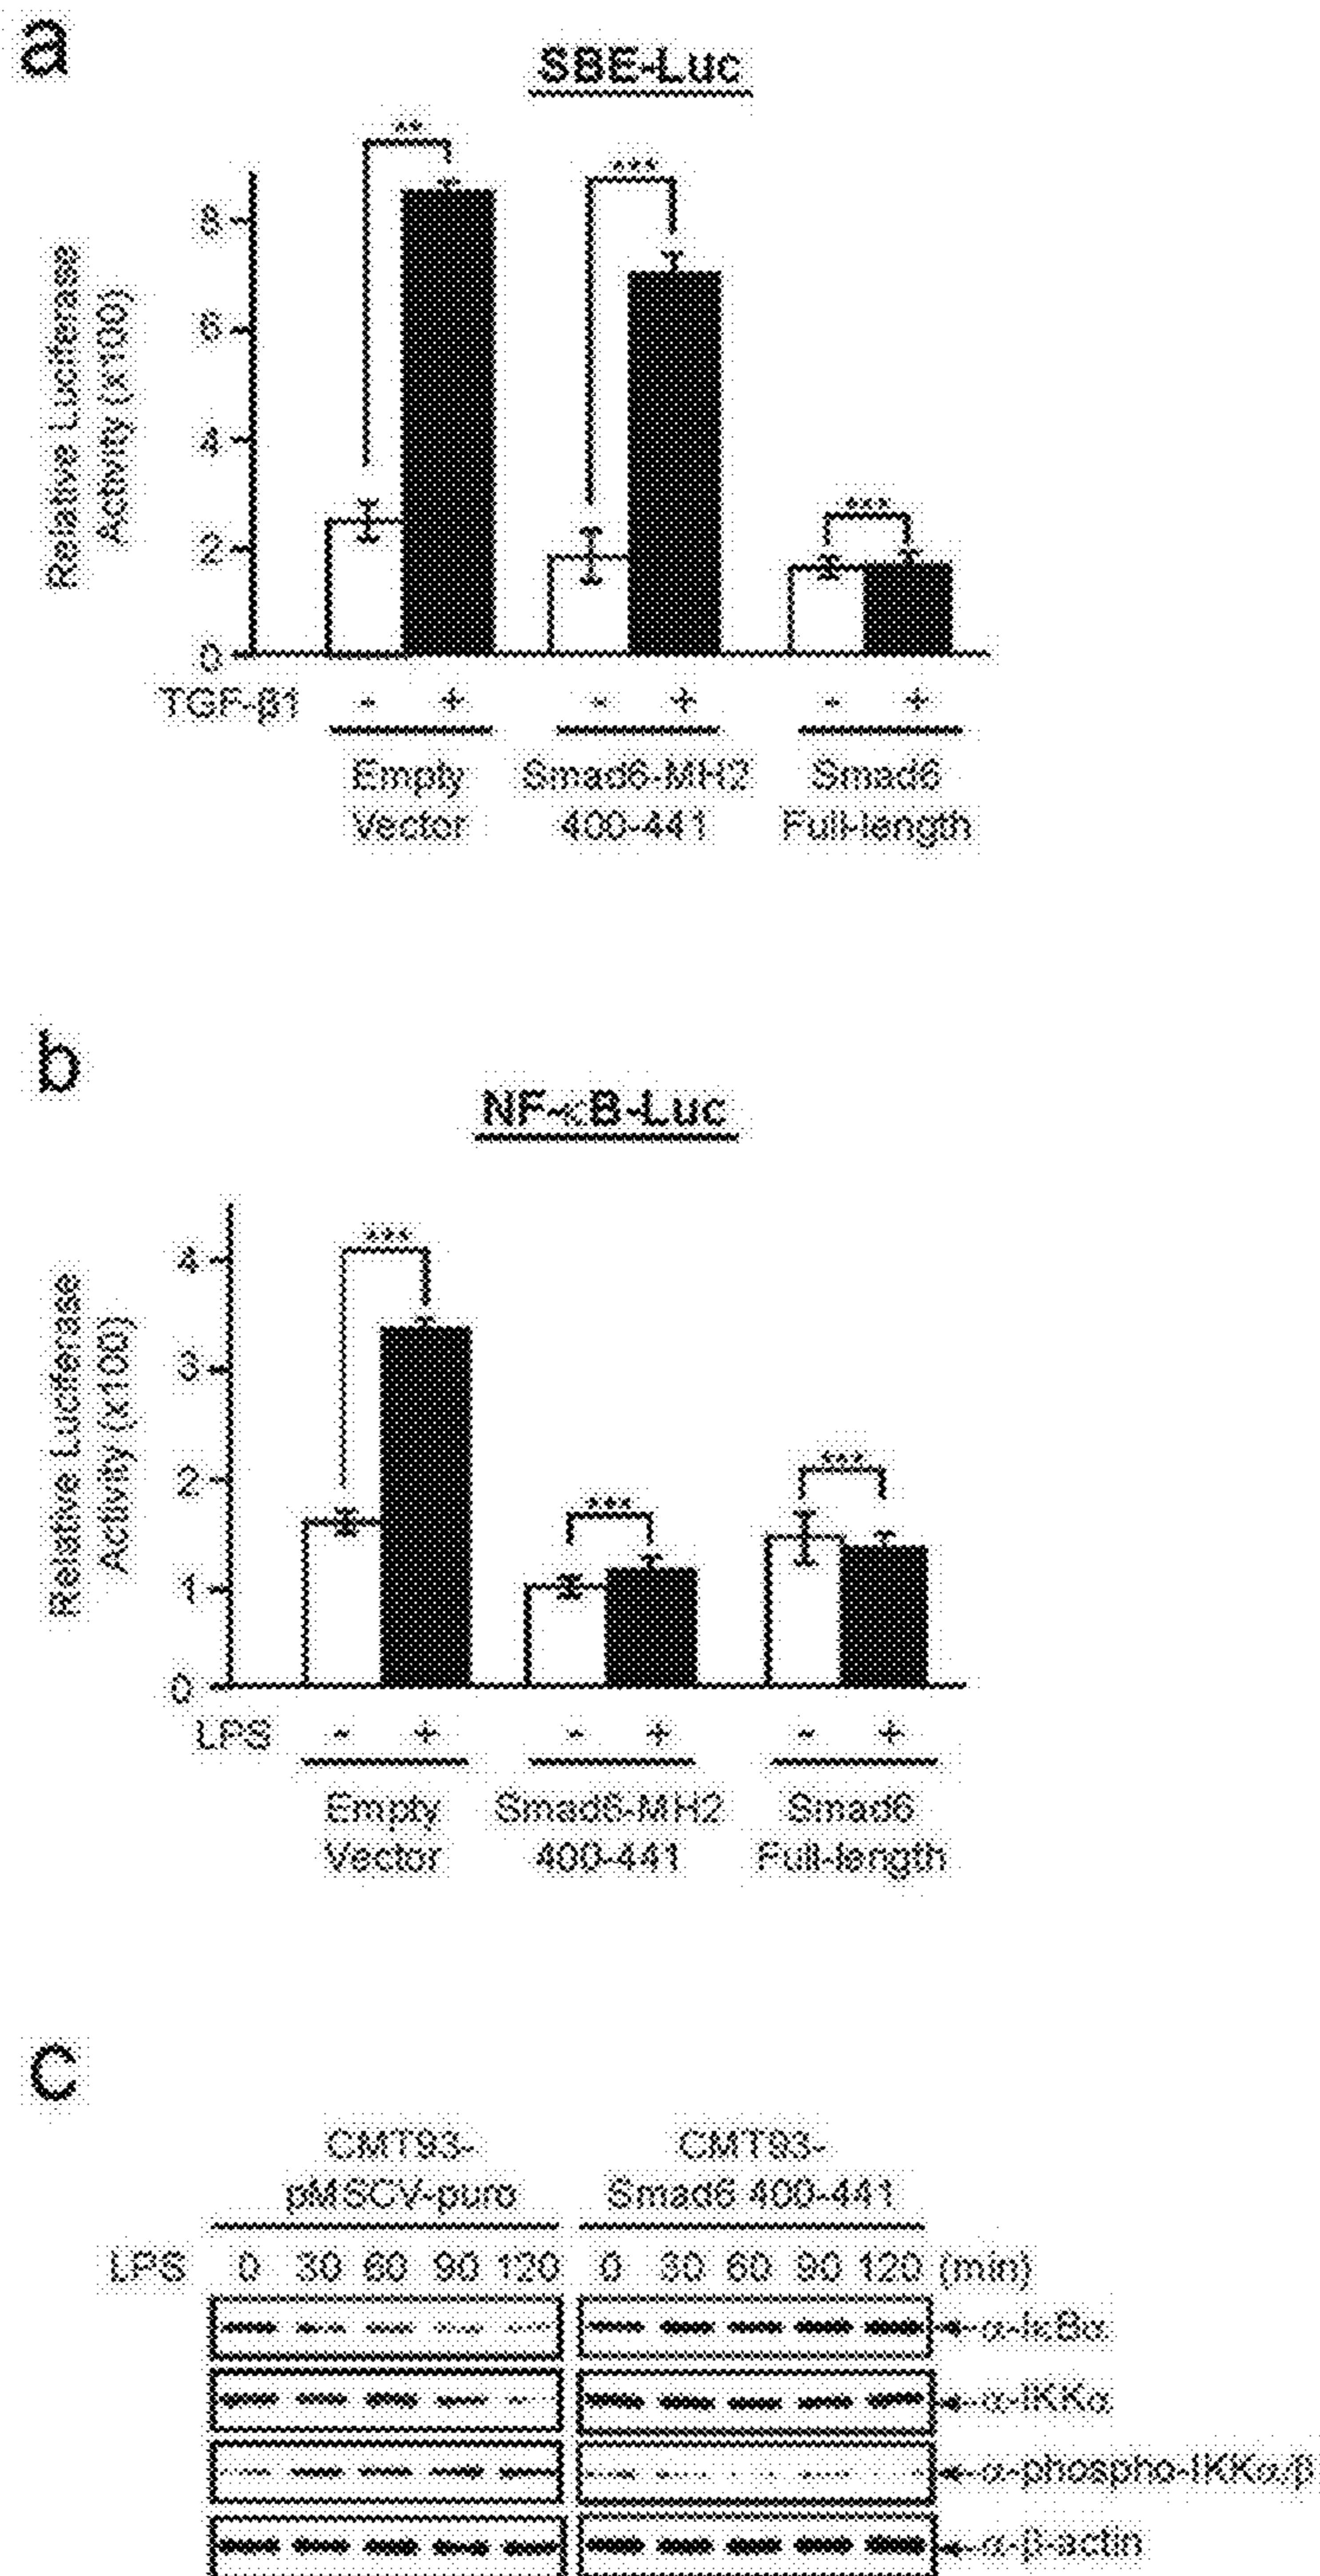 a
SBE-Luc
**
***
***
Relative Luciferase
Activity (x100)
8
6
4
2
0
TGF-β1 - + - + - +
Empty Vector
Smad6-MH2 400-441
Smad6 Full-length
b
NF-κB-Luc
***
***
***
Relative Luciferase
Activity (x100)
4
3
2
1
0
LPS - + - + - +
Empty Vector
Smad6-MH2 400-441
Smad6 Full-length
c
CMT93-
pMSCV-puro
CMT93-
Smad6 400-441
LPS 0 30 60 90 120 0 30 60 90 120 (min)
α-IκBα
α-IKKα
α-phospho-IKKα/β
α-β-actin